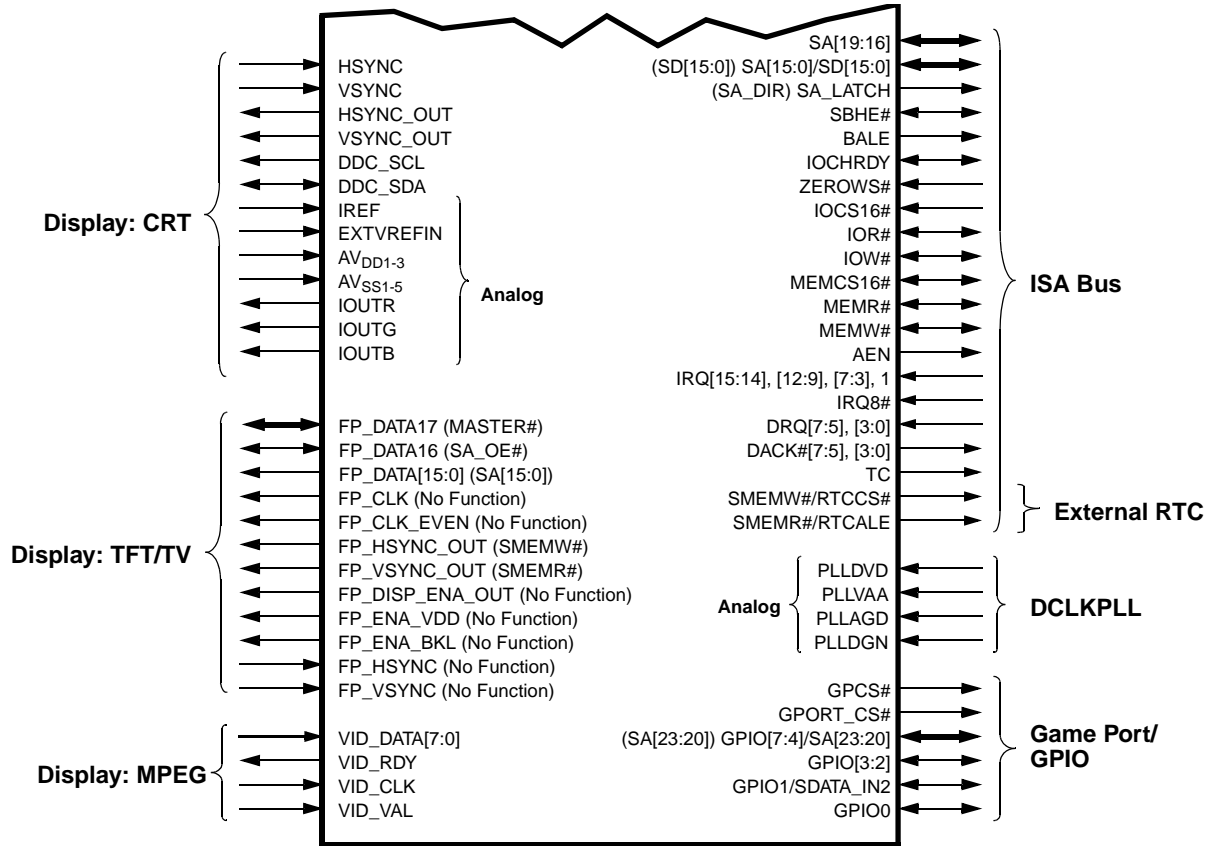 Display: CRT
HSYNC
VSYNC
HSYNC_OUT
VSYNC_OUT
DDC_SCL
DDC_SDA
IREF
EXTVREFIN
AVDD1-3
AVSS1-5
IOUTR
IOUTG
IOUTB
Analog
Display: TFT/TV
FP_DATA17 (MASTER#)
FP_DATA16 (SA_OE#)
FP_DATA[15:0] (SA[15:0])
FP_CLK (No Function)
FP_CLK_EVEN (No Function)
FP_HSYNC_OUT (SMEMW#)
FP_VSYNC_OUT (SMEMR#)
FP_DISP_ENA_OUT (No Function)
FP_ENA_VDD (No Function)
FP_ENA_BKL (No Function)
FP_HSYNC (No Function)
FP_VSYNC (No Function)
Display: MPEG
VID_DATA[7:0]
VID_RDY
VID_CLK
VID_VAL
SA[19:16]
(SD[15:0]) SA[15:0]/SD[15:0]
(SA_DIR) SA_LATCH
SBHE#
BALE
IOCHRDY
ZEROWS#
IOCS16#
IOR#
IOW#
MEMCS16#
MEMR#
MEMW#
AEN
IRQ[15:14], [12:9], [7:3], 1
IRQ8#
DRQ[7:5], [3:0]
DACK#[7:5], [3:0]
TC
SMEMW#/RTCCS#
SMEMR#/RTCALE
ISA Bus
External RTC
Analog
PLLDVD
PLLVAA
PLLAGD
PLLDGN
DCLKPLL
GPCS#
GPORT_CS#
(SA[23:20]) GPIO[7:4]/SA[23:20]
GPIO[3:2]
GPIO1/SDATA_IN2
GPIO0
Game Port/
GPIO